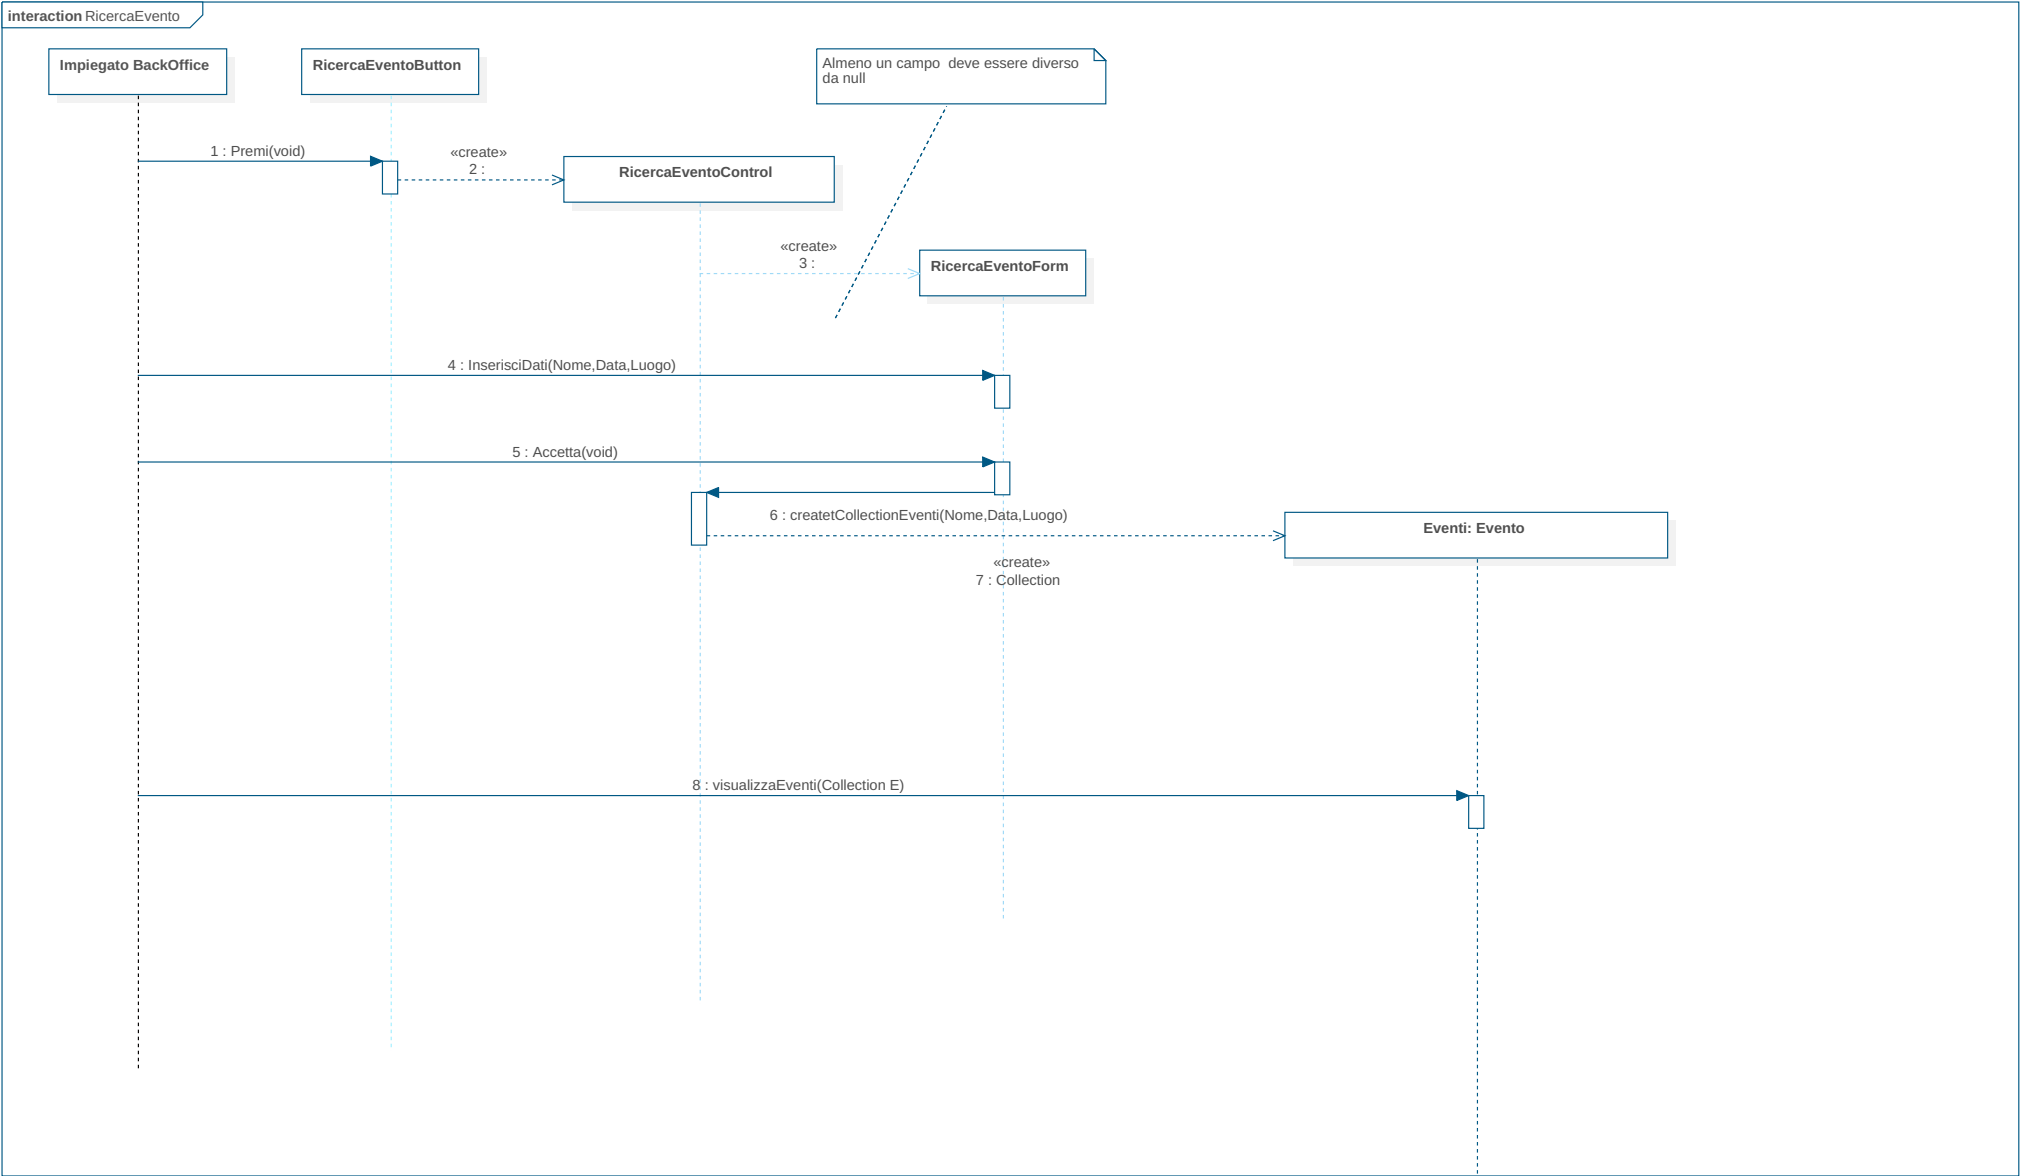 interaction RicercaEvento
Impiegato BackOffice
RicercaEventoButton
Almeno un campo  deve essere diverso
da null
1 : Premi(void)
«create»
2 :
RicercaEventoControl
«create»
3 :
RicercaEventoForm
4 : InserisciDati(Nome,Data,Luogo)
5 : Accetta(void)
6 : createtCollectionEventi(Nome,Data,Luogo)
Eventi: Evento
«create»
7 : Collection
8 : visualizzaEventi(Collection E)